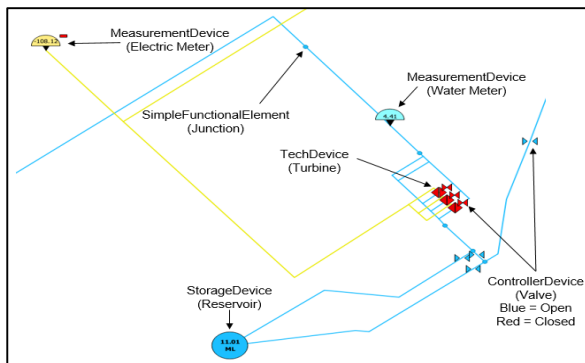 -108.12
MeasurementDevice
(Electric Meter)
MeasurementDevice
(Water Meter)
SimpleFunctionalElement
(Junction)
4.41
TechDevice
(Turbine)
ControllerDevice
(Valve)
Blue = Open
Red = Closed
StorageDevice
(Reservoir)
11.01
ML